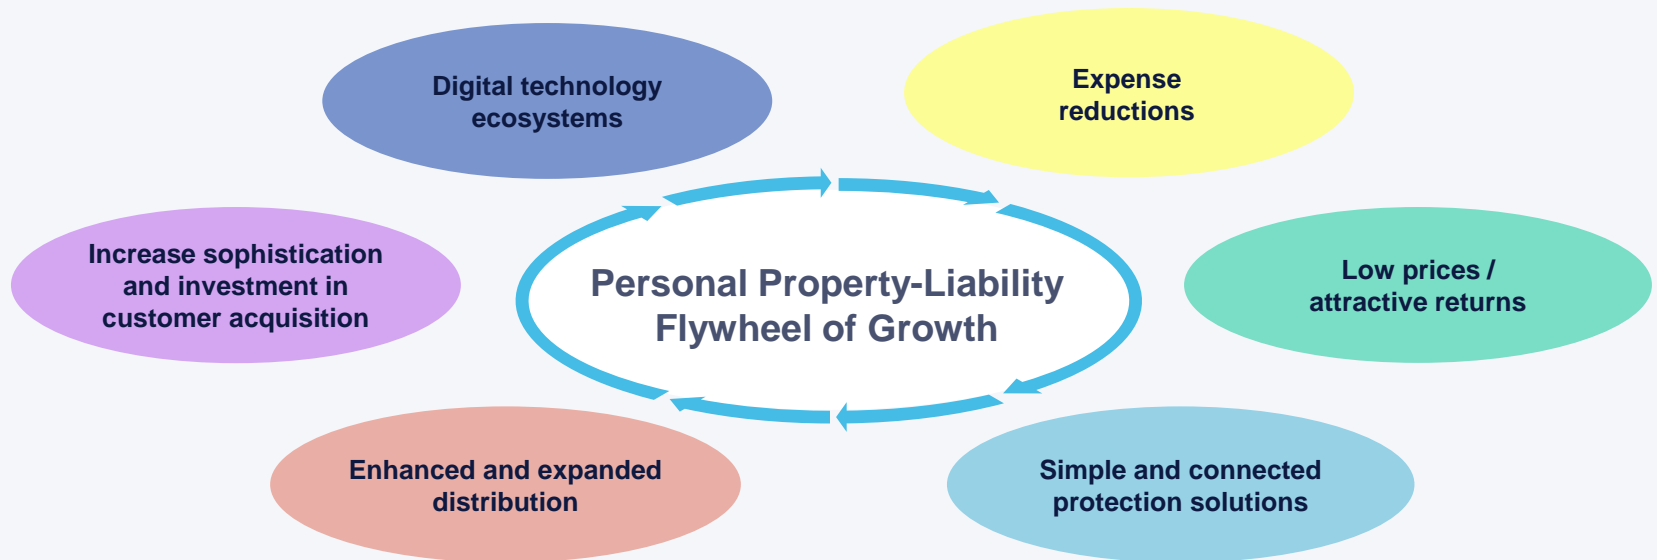 Digital technology
ecosystems
Expense
reductions
Increase sophistication
and investment in
customer acquisition
Personal Property-Liability
Flywheel of Growth
Low prices /
attractive returns
Enhanced and expanded
distribution
Simple and connected
protection solutions